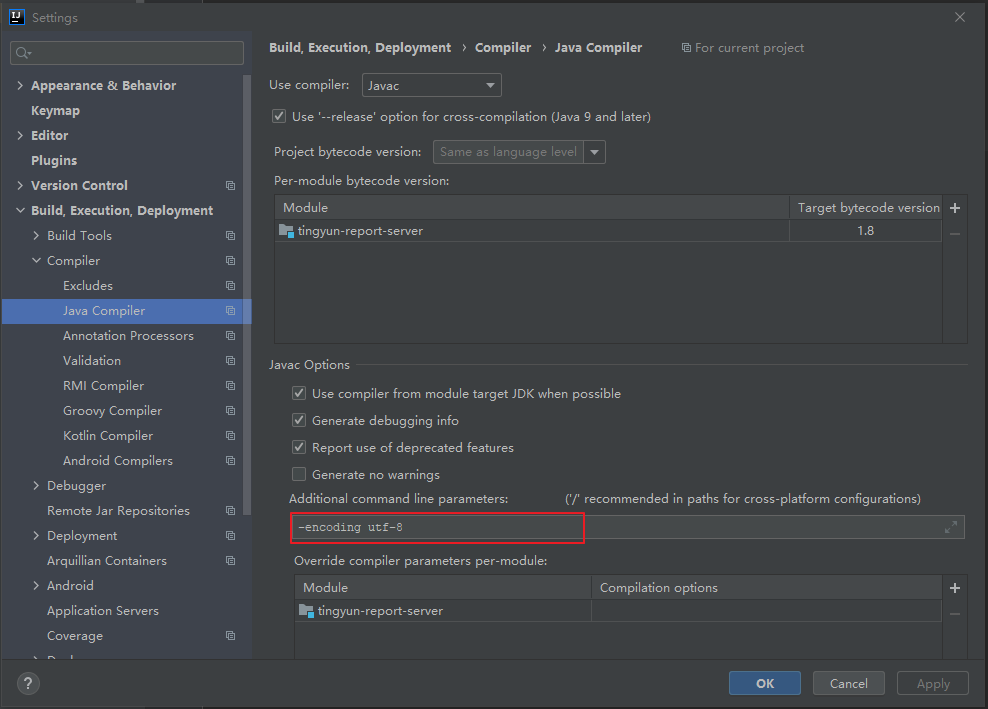 Settings
Appearance & Behavior
Keymap
Editor
Plugins
Version Control
Build, Execution, Deployment
Build Tools
Compiler
Excludes
Java Compiler
Annotation Processors
Validation
RMI Compiler
Groovy Compiler
Kotlin Compiler
Android Compilers
Debugger
Remote Jar Repositories
Deployment
Arquillian Containers
Android
Application Servers
Coverage
Build, Execution, Deployment › Compiler › Java Compiler For current project
Use compiler: Javac
Use '--release' option for cross-compilation (Java 9 and later)
Project bytecode version: Same as language level
Per-module bytecode version:
Module Target bytecode version
tingyun-report-server 1.8
Javac Options
Use compiler from module target JDK when possible
Generate debugging info
Report use of deprecated features
Generate no warnings
Additional command line parameters: ('/' recommended in paths for cross-platform configurations)
-encoding utf-8
Override compiler parameters per-module:
Module Compilation options
tingyun-report-server
? OK Cancel Apply